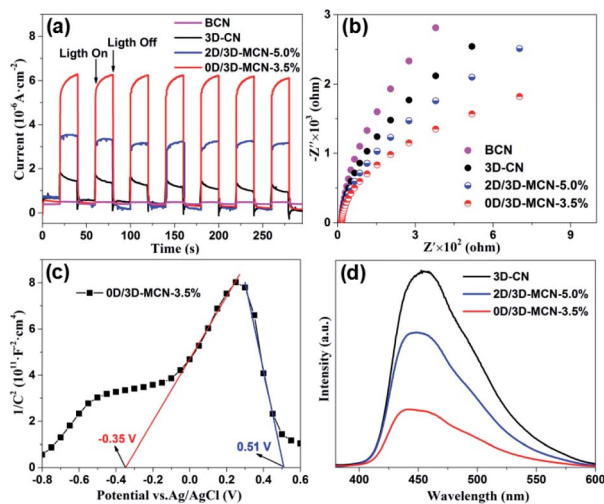 (a)
BCN
3D-CN
2D/3D-MCN-5.0%
0D/3D-MCN-3.5%
Ligth On
Ligth Off
Current (10⁻⁶A·cm⁻²)
8
6
4
2
0
0 50 100 150 200 250
Time (s)
(b)
-Z''×10³ (ohm)
-3
-2
-1
0
BCN
3D-CN
2D/3D-MCN-5.0%
0D/3D-MCN-3.5%
0 3 6 9
Z'×10² (ohm)
(c)
0D/3D-MCN-3.5%
1/C² (10¹¹·F⁻²·cm⁴)
8
6
4
2
0
-0.35 V
0.51 V
-0.8 -0.6 -0.4 -0.2 0.0 0.2 0.4 0.6
Potential vs.Ag/AgCl (V)
(d)
3D-CN
2D/3D-MCN-5.0%
0D/3D-MCN-3.5%
Intensity (a.u.)
400 450 500 550 600
Wavelength (nm)